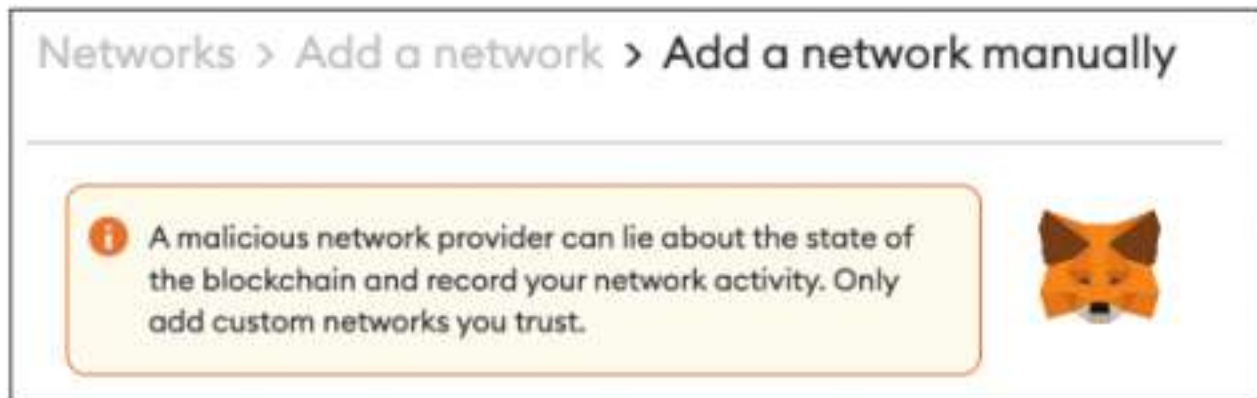 Networks > Add a network > Add a network manually
A malicious network provider can lie about the state of
the blockchain and record your network activity. Only
add custom networks you trust.